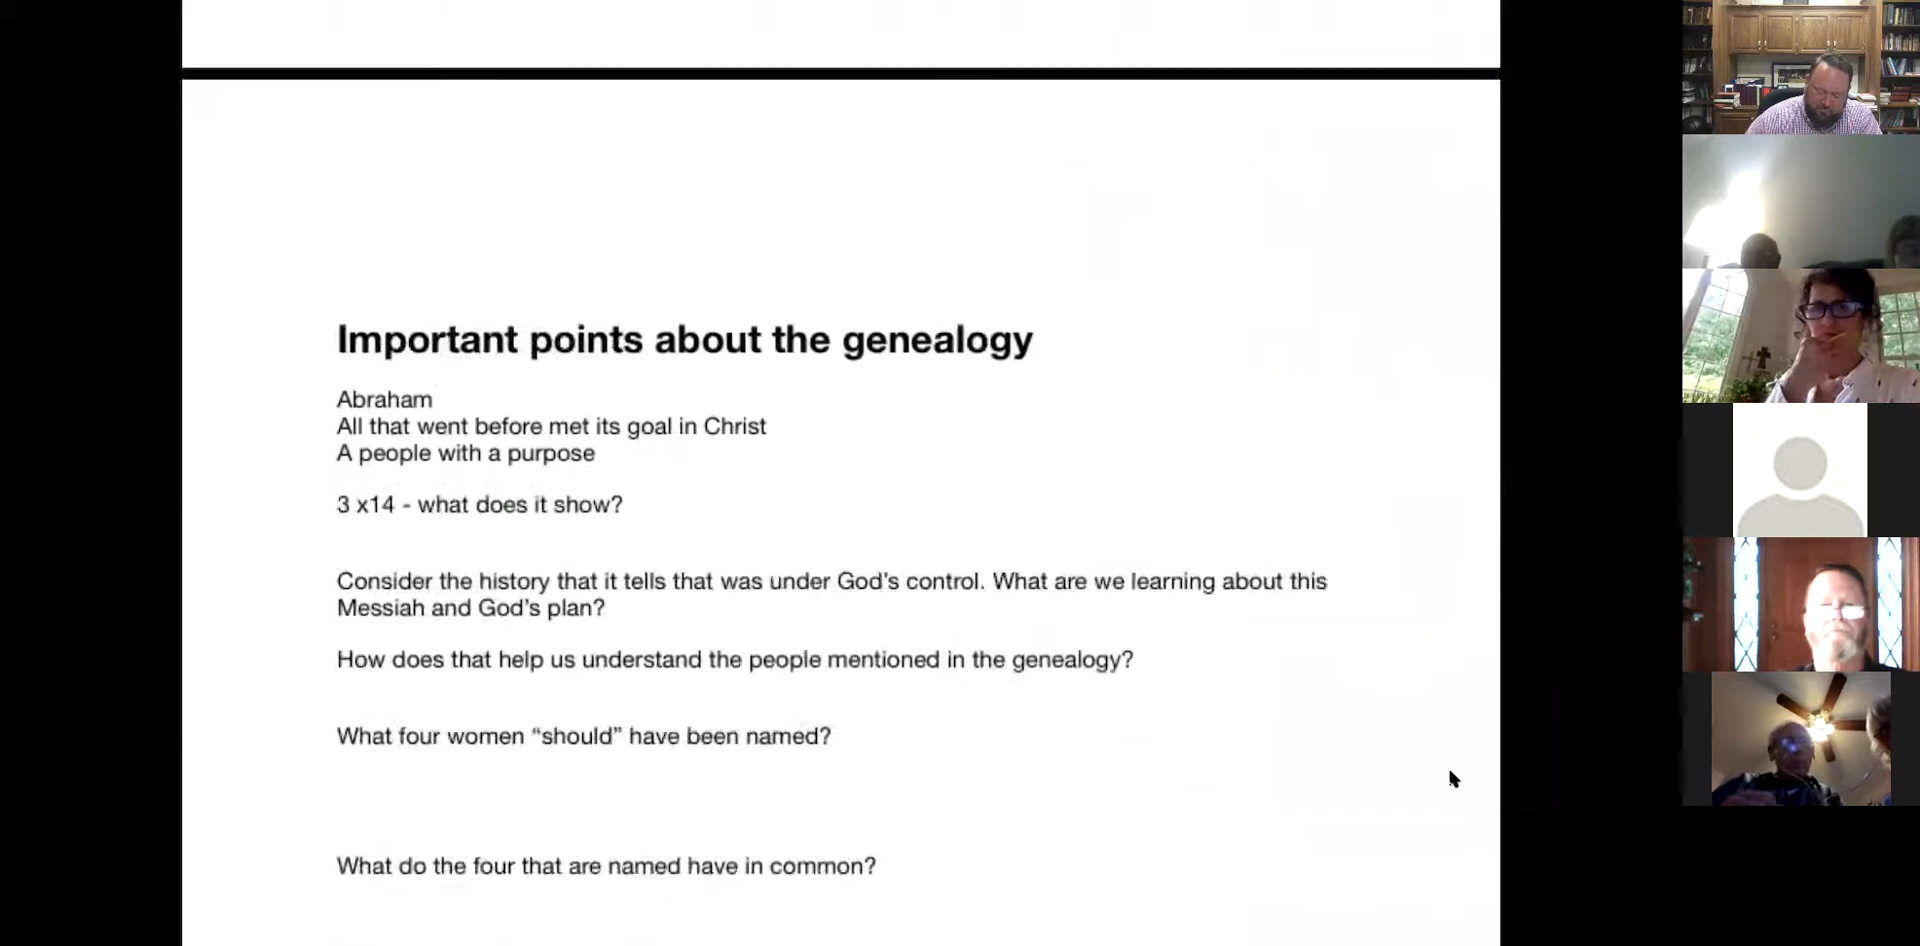 Important points about the genealogy
Abraham
All that went before met its goal in Christ
A people with a purpose
3 x14 - what does it show?
Consider the history that it tells that was under God's control. What are we learning about this
Messiah and God's plan?
How does that help us understand the people mentioned in the genealogy?
What four women “should” have been named?
What do the four that are named have in common?